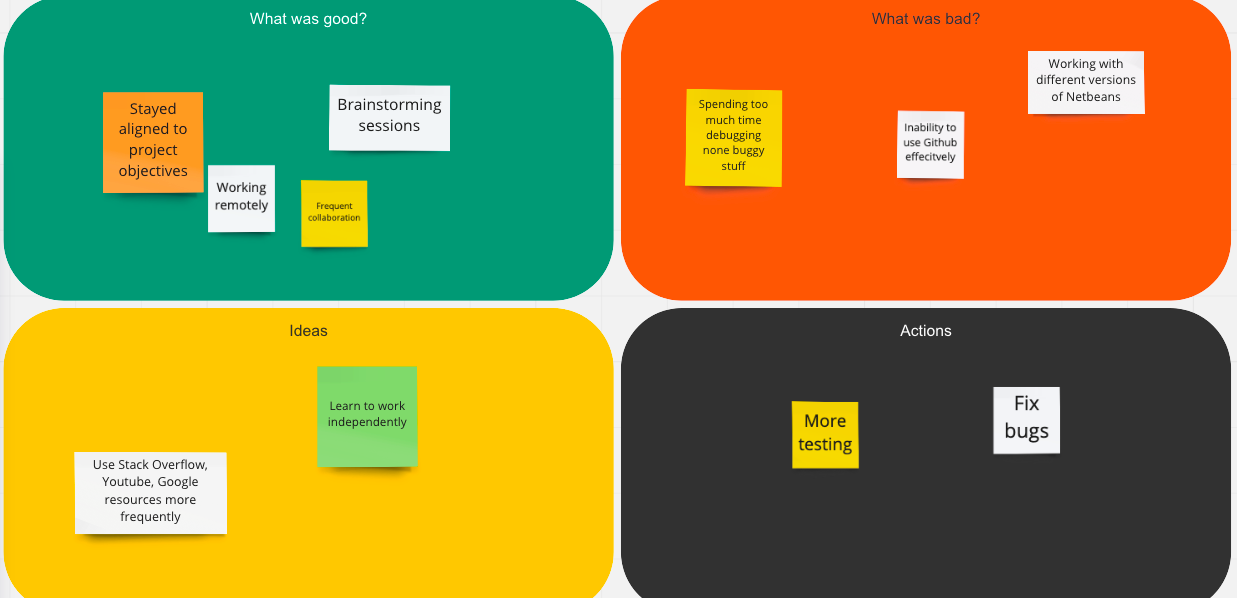 What was good?
Stayed
aligned to
project
objectives
Brainstorming
sessions
Working
remotely
Frequent
collaboration
What was bad?
Spending too
much time
debugging
none buggy
stuff
Inability to
use Github
effecitvely
Working with
different versions
of Netbeans
Ideas
Learn to work
independently
Use Stack Overflow,
Youtube, Google
resources more
frequently
Actions
More
testing
Fix
bugs